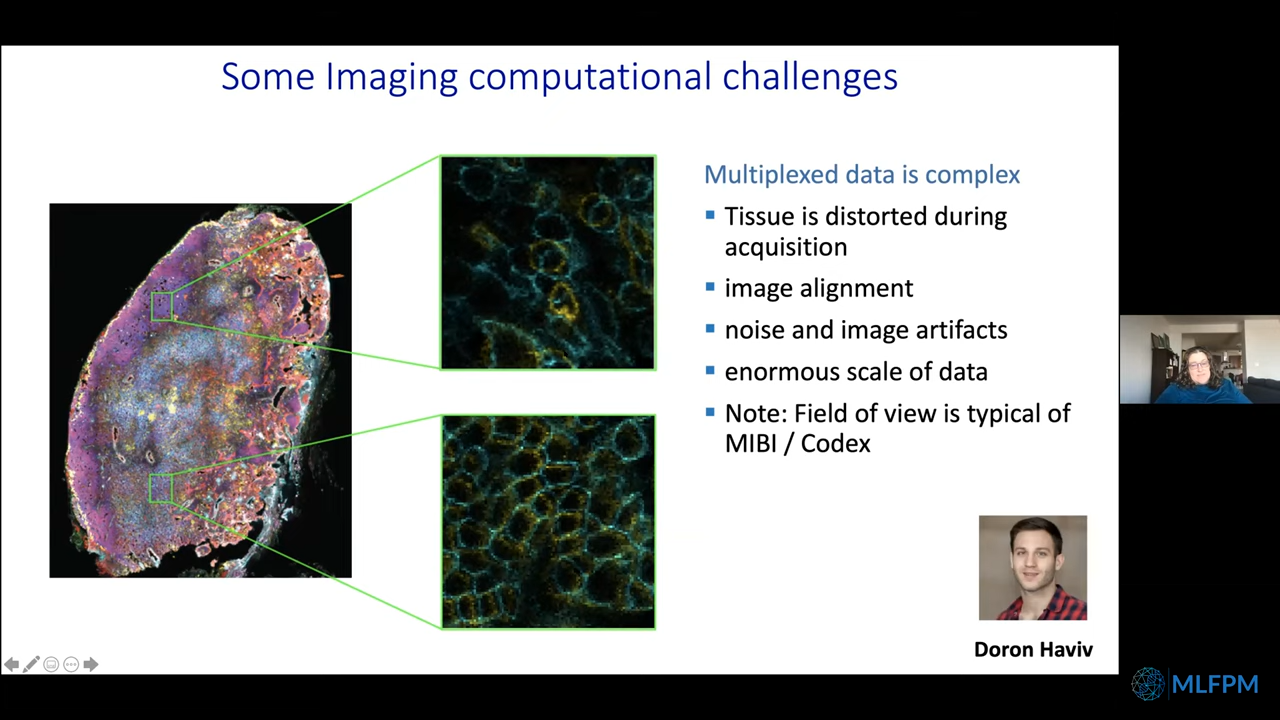 Some Imaging computational challenges
Multiplexed data is complex
Tissue is distorted during
acquisition
image alignment
noise and image artifacts
enormous scale of data
Note: Field of view is typical of
MIBI / Codex
Doron Haviv
MLFPM